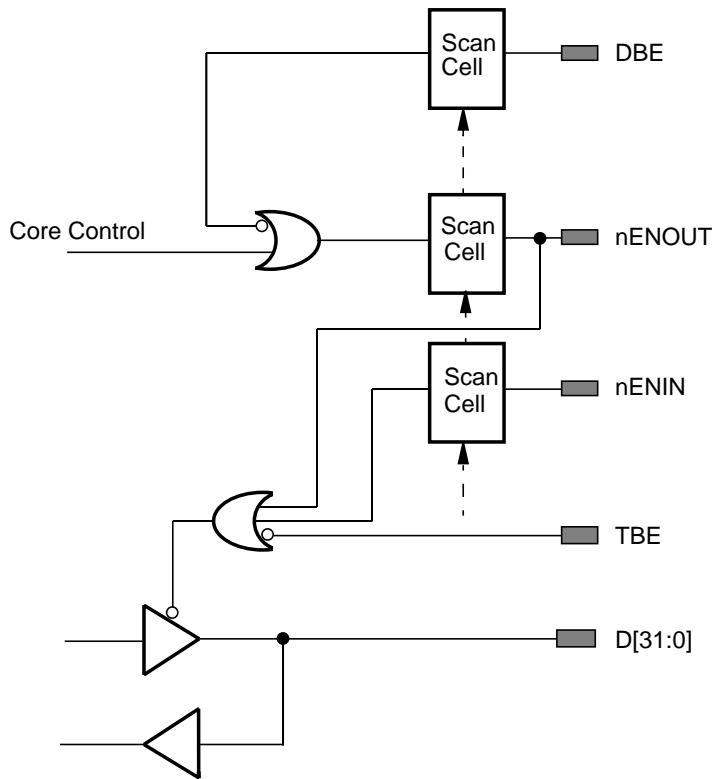 Scan
Cell
DBE
Core Control
Scan
Cell
nENOUT
Scan
Cell
nENIN
TBE
D[31:0]